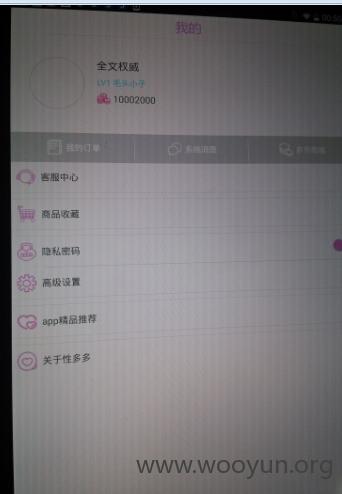 我的
全文权威
LV1 毛头小子
10002000
我的订单
系统消息
客服中心
商品收藏
隐私密码
高级设置
app精品推荐
关于性多多
www.wooyun.org